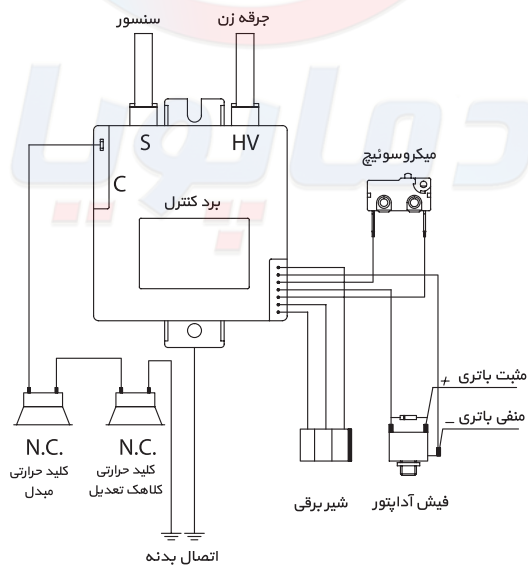 سنسور
جرقه زن
دماپویا
S
HV
C
برد کنترل
میکروسوئیچ
مثبت باتری +
منفی باتری −
N.C.
کلید حرارتی
مبدل
N.C.
کلید حرارتی
کلاهک تعدیل
شیر برقی
فیش آداپتور
اتصال بدنه